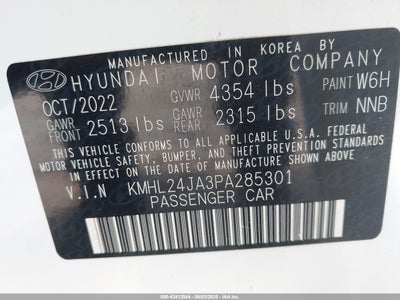 MANUFACTURED IN KOREA BY
HYUNDAI MOTOR COMPANY
OCT/2022 GVWR 4354 lbs PAINT W6H
GAWR FRONT 2513 lbs GAWR REAR 2315 lbs TRIM NNB
THIS VEHICLE CONFORMS TO ALL APPLICABLE U.S.A. FEDERAL
MOTOR VEHICLE SAFETY, BUMPER, AND THEFT PREVENTION STANDARDS
IN EFFECT ON THE DATE OF MANUFACTURE SHOWN ABOVE.
V.I.N KMHL24JA3PA285301
PASSENGER CAR